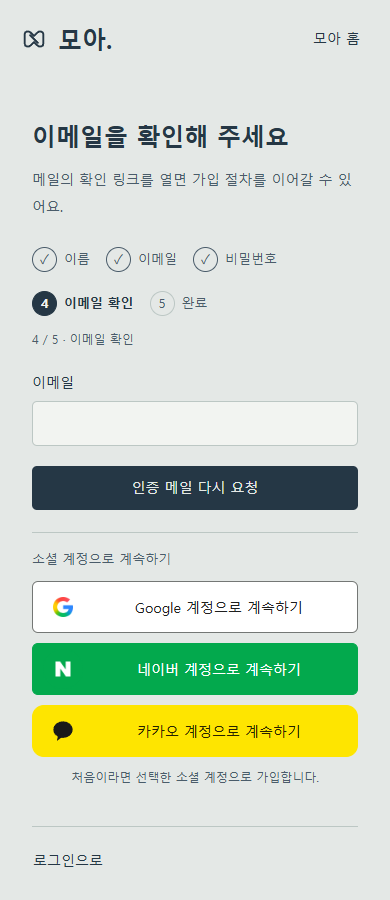 모아.
모아 홈
이메일을 확인해 주세요
메일의 확인 링크를 열면 가입 절차를 이어갈 수 있
어요.
✓ 이름 ✓ 이메일 ✓ 비밀번호
4 이메일 확인 5 완료
4 / 5 · 이메일 확인
이메일
인증 메일 다시 요청
소셜 계정으로 계속하기
Google 계정으로 계속하기
네이버 계정으로 계속하기
카카오 계정으로 계속하기
처음이라면 선택한 소셜 계정으로 가입합니다.
로그인으로